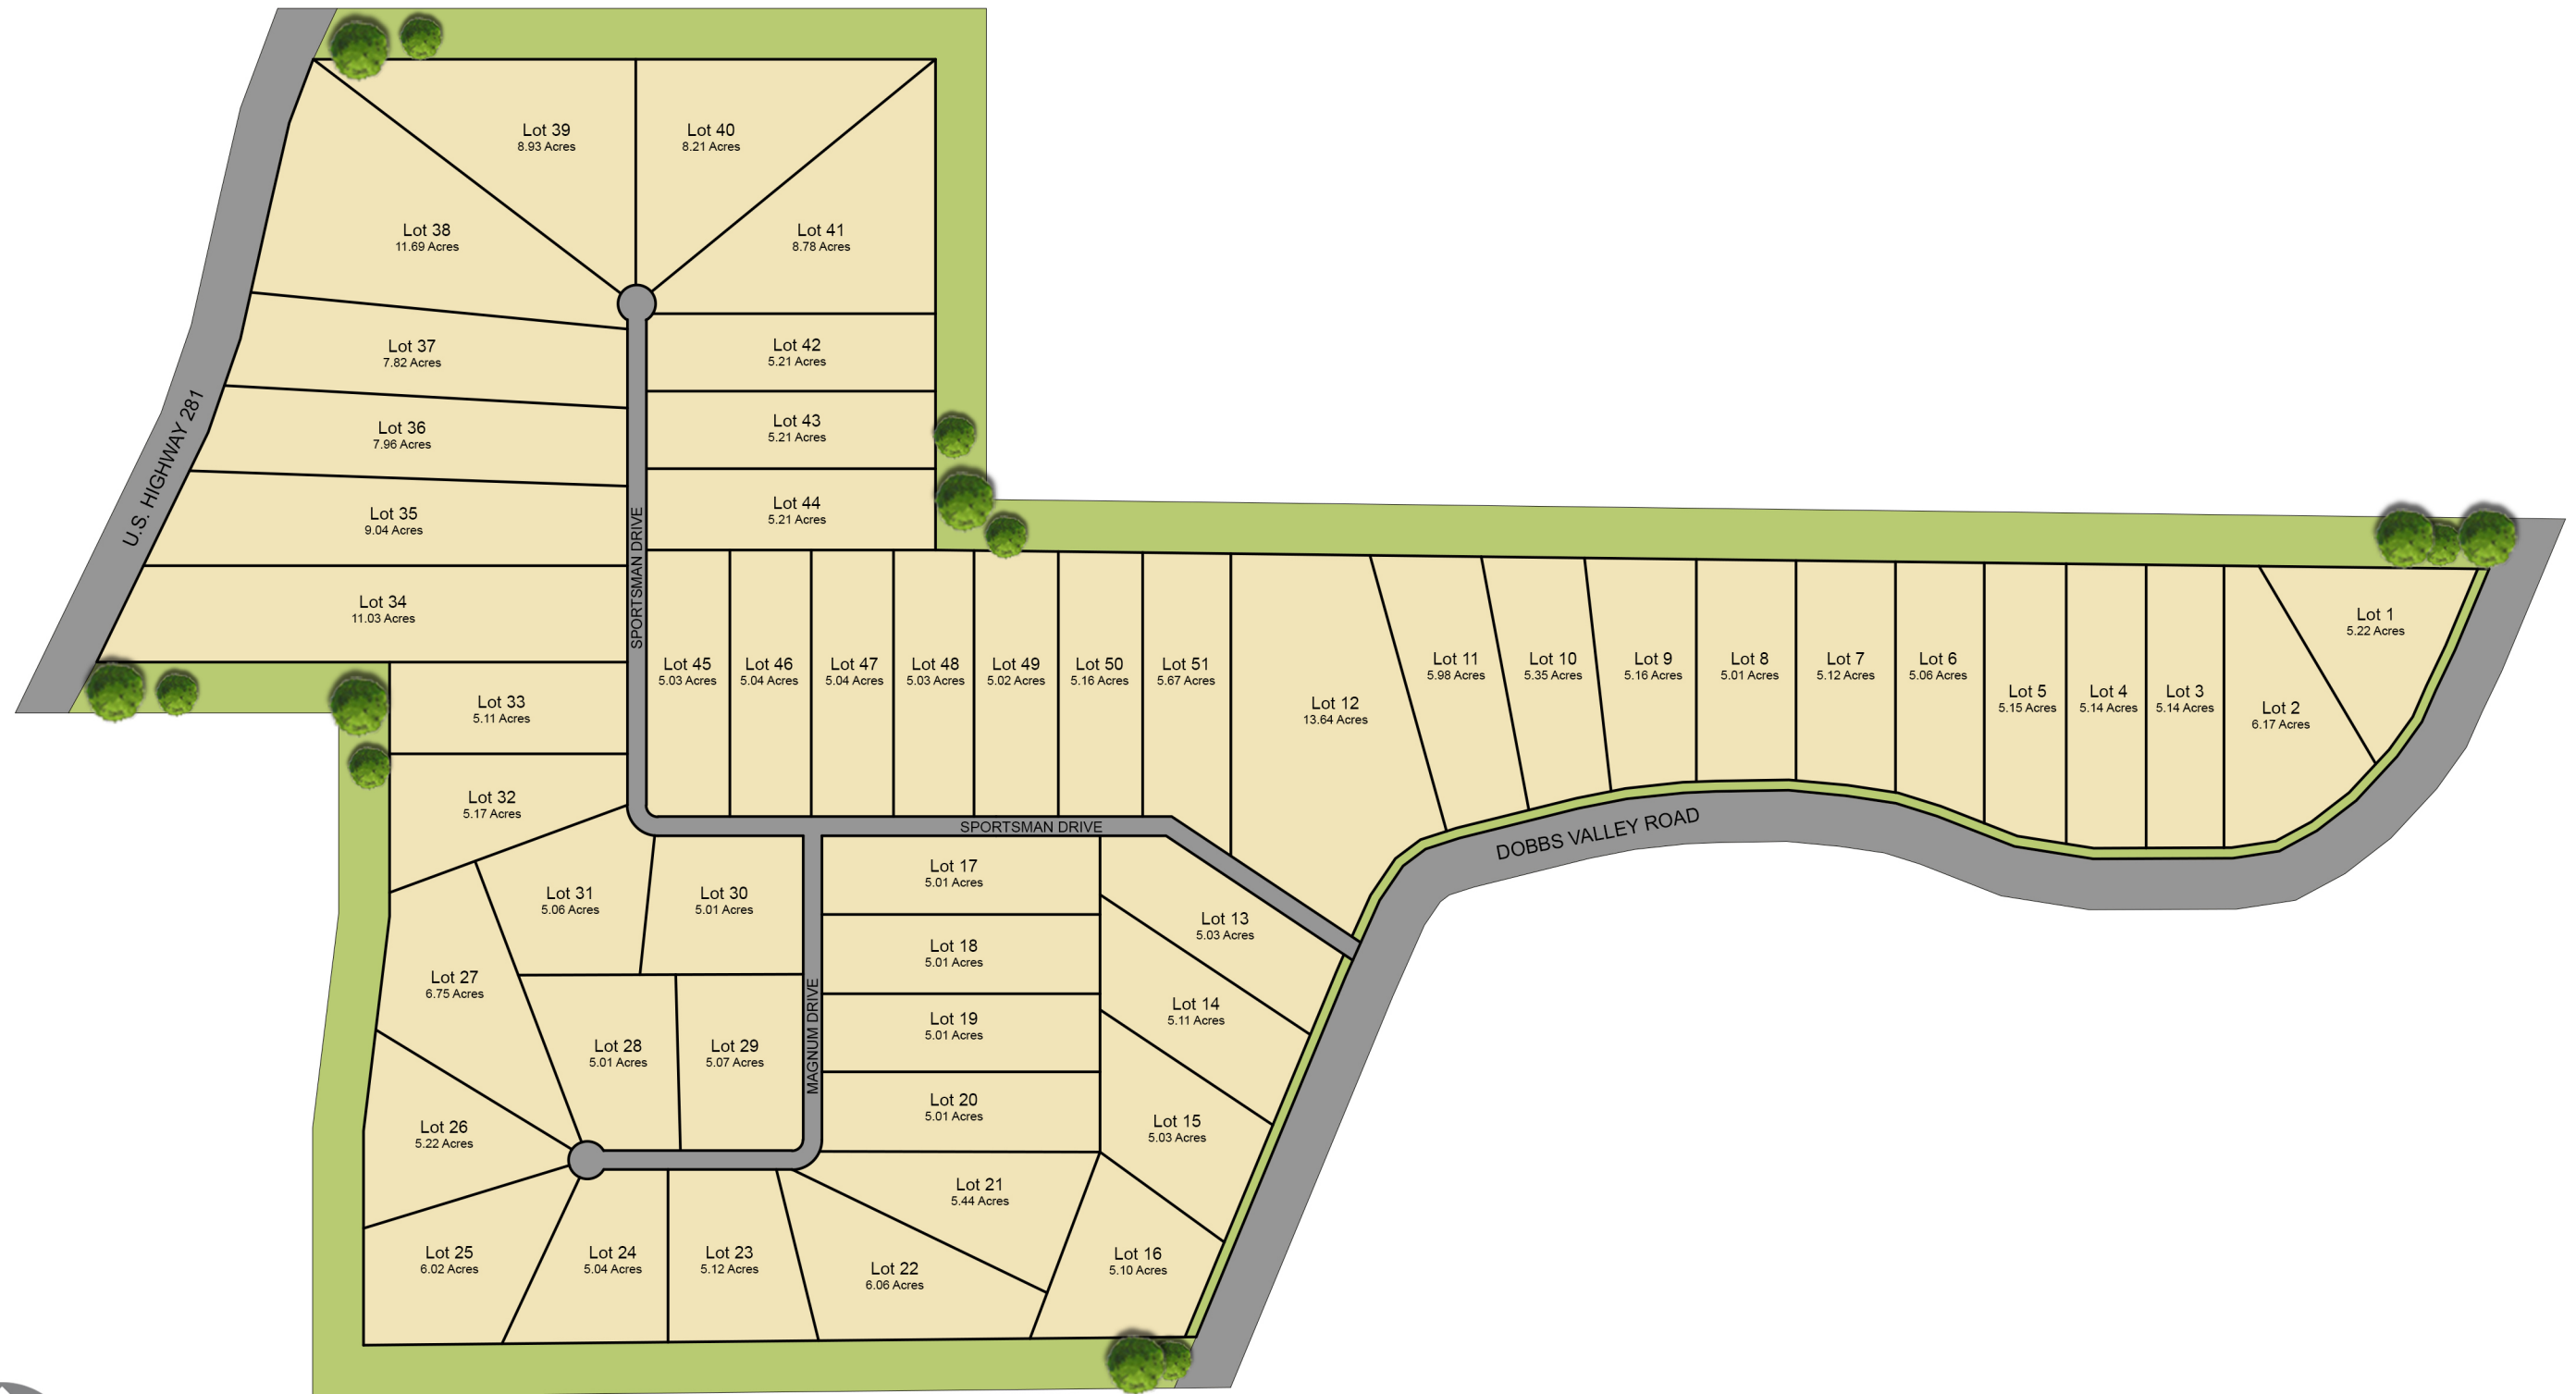 Lot 39
8.93 Acres
Lot 40
8.21 Acres
Lot 38
11.69 Acres
Lot 41
8.78 Acres
Lot 37
7.82 Acres
Lot 42
5.21 Acres
Lot 36
7.96 Acres
Lot 43
5.21 Acres
U.S. HIGHWAY 281
Lot 35
9.04 Acres
Lot 44
5.21 Acres
SPORTSMAN DRIVE
Lot 34
11.03 Acres
Lot 33
5.11 Acres
Lot 32
5.17 Acres
Lot 45
5.03 Acres
Lot 46
5.04 Acres
Lot 47
5.04 Acres
Lot 48
5.03 Acres
Lot 49
5.02 Acres
Lot 50
5.16 Acres
Lot 51
5.67 Acres
Lot 12
13.64 Acres
Lot 11
5.98 Acres
Lot 10
5.35 Acres
Lot 9
5.16 Acres
Lot 8
5.01 Acres
Lot 7
5.12 Acres
Lot 6
5.06 Acres
Lot 5
5.15 Acres
Lot 4
5.14 Acres
Lot 3
5.14 Acres
Lot 2
6.17 Acres
Lot 1
5.22 Acres
SPORTSMAN DRIVE
DOBBS VALLEY ROAD
Lot 31
5.06 Acres
Lot 30
5.01 Acres
Lot 17
5.01 Acres
Lot 13
5.03 Acres
Lot 18
5.01 Acres
Lot 27
6.75 Acres
Lot 14
5.11 Acres
Lot 19
5.01 Acres
Lot 28
5.01 Acres
Lot 29
5.07 Acres
MAGNUM DRIVE
Lot 20
5.01 Acres
Lot 15
5.03 Acres
Lot 26
5.22 Acres
Lot 21
5.44 Acres
Lot 25
6.02 Acres
Lot 24
5.04 Acres
Lot 23
5.12 Acres
Lot 22
6.06 Acres
Lot 16
5.10 Acres